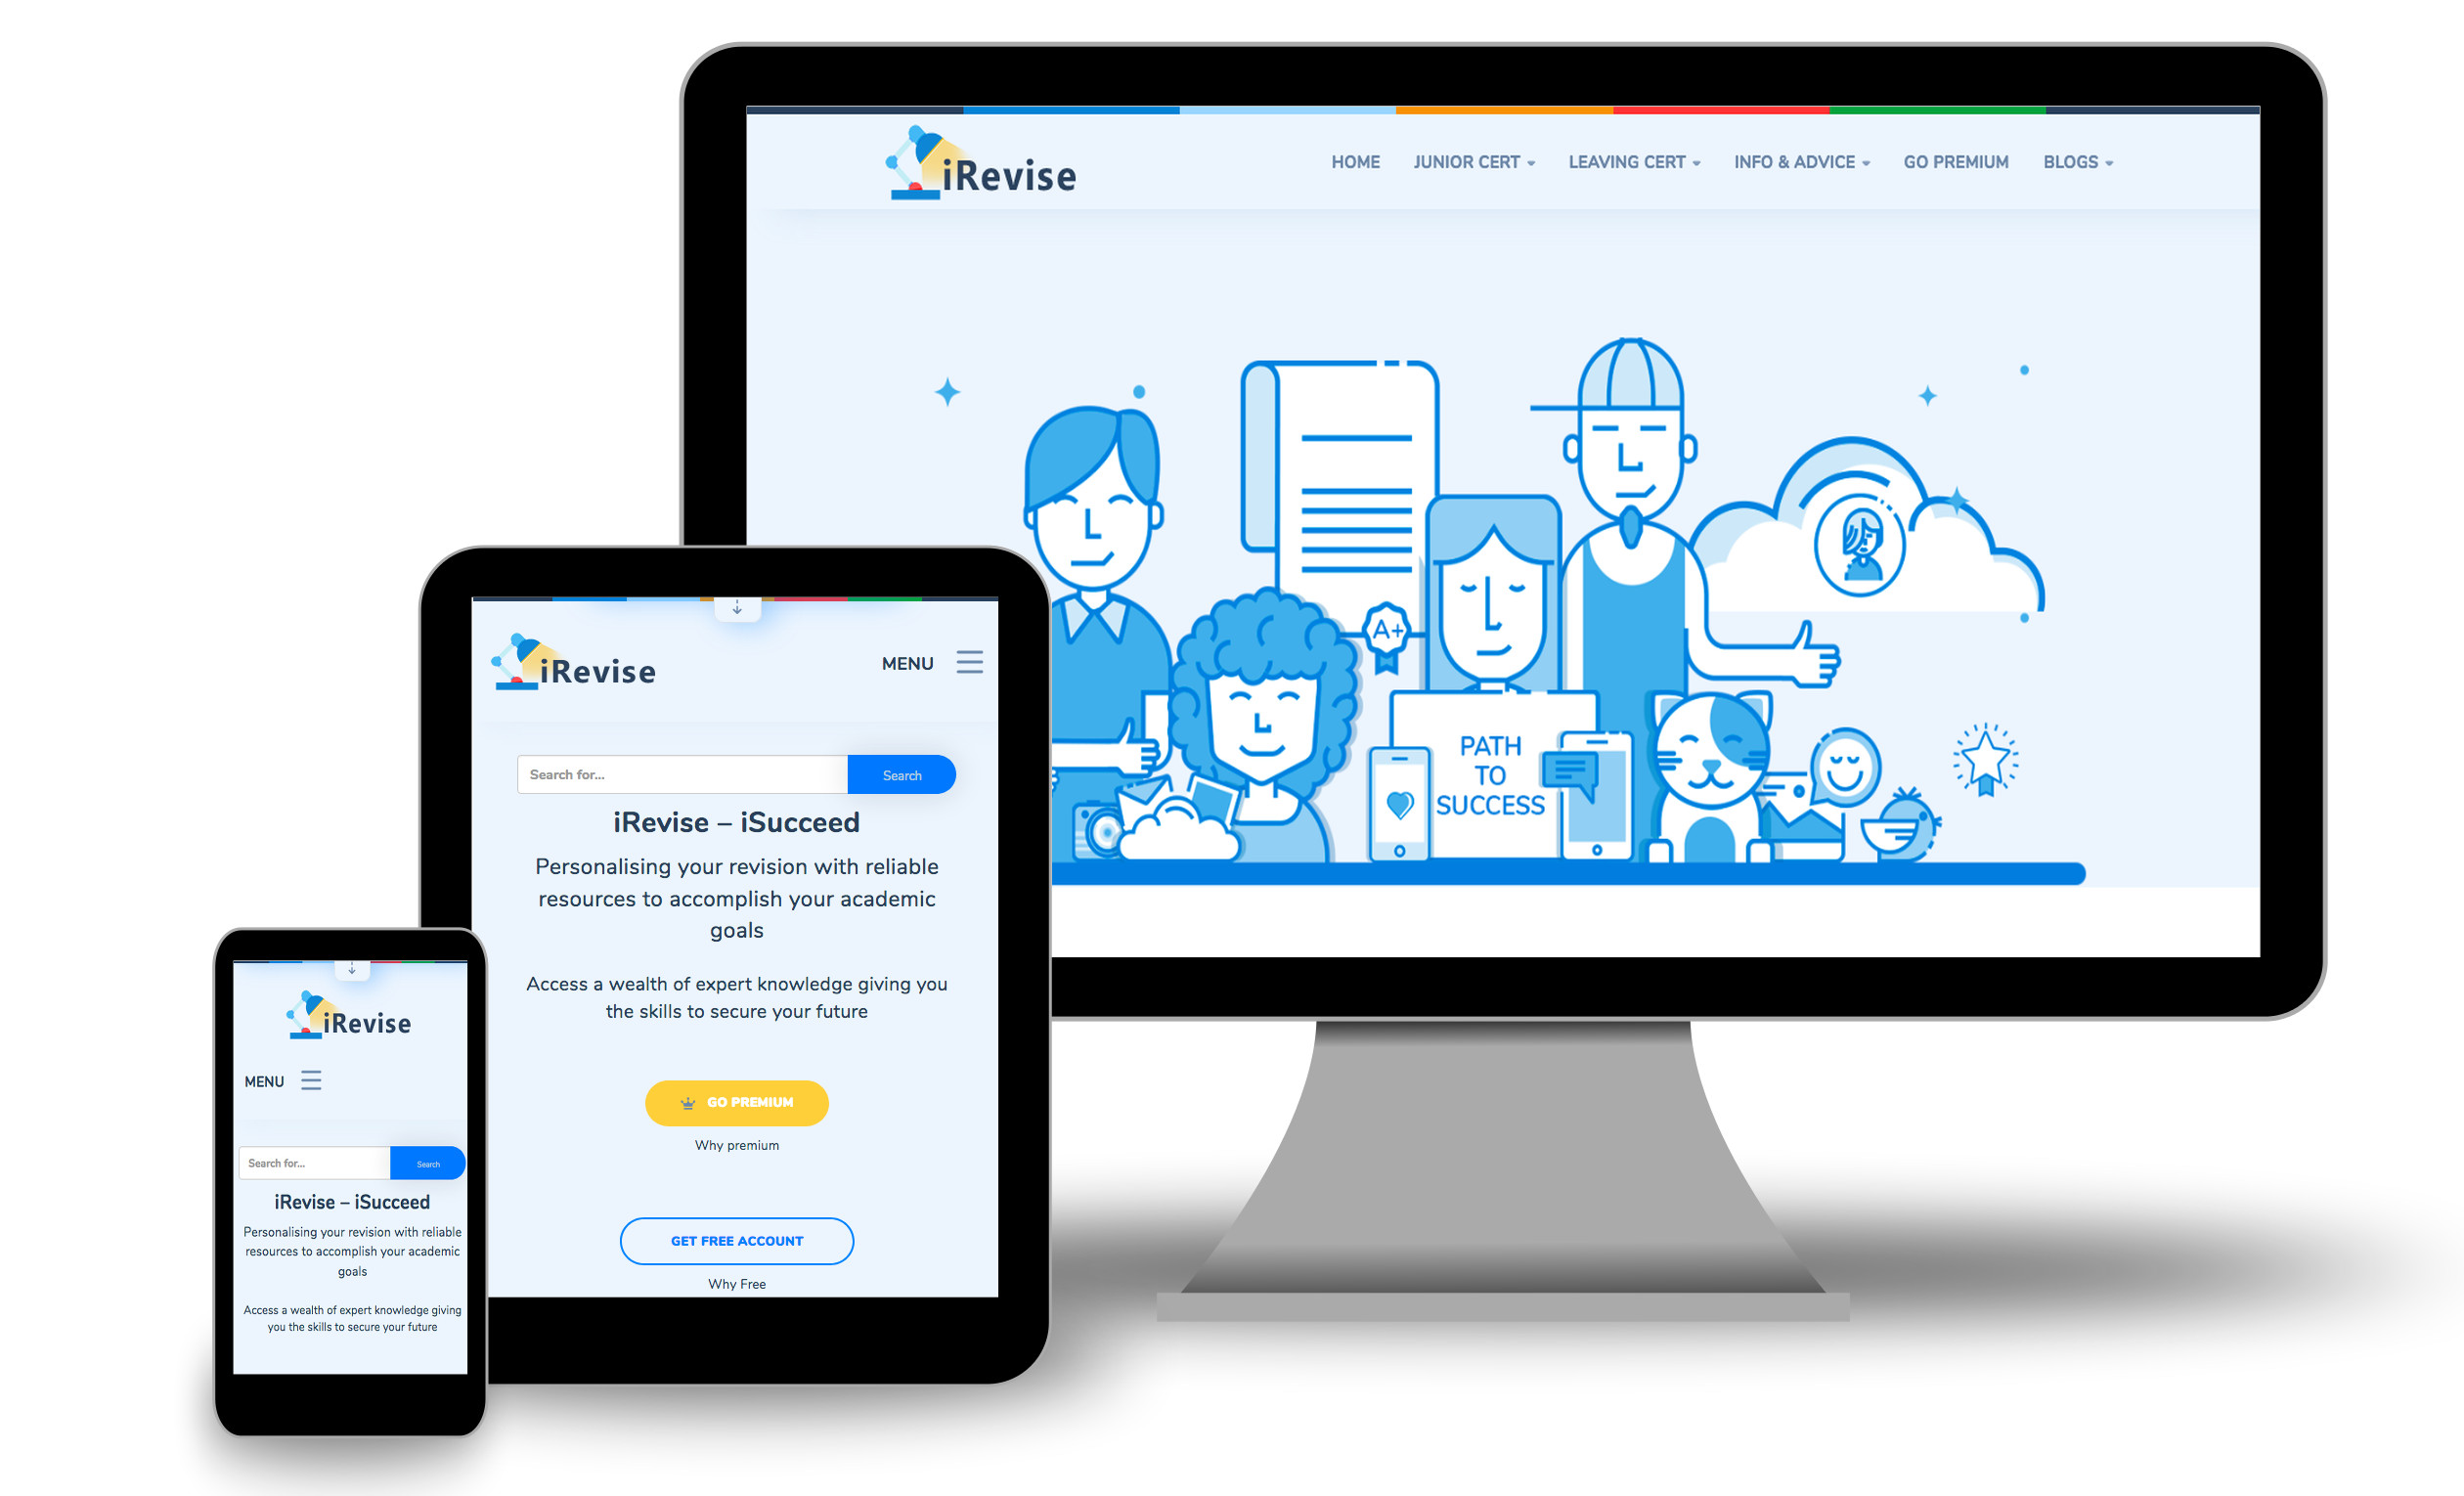 iRevise
HOME JUNIOR CERT LEAVING CERT INFO & ADVICE GO PREMIUM BLOGS
A+
PATH
TO
SUCCESS
iRevise
MENU
Search for...
Search
iRevise – iSucceed
Personalising your revision with reliable
resources to accomplish your academic
goals
Access a wealth of expert knowledge giving you
the skills to secure your future
GO PREMIUM
Why premium
GET FREE ACCOUNT
Why Free
iRevise
MENU
Search for...
Search
iRevise – iSucceed
Personalising your revision with reliable
resources to accomplish your academic
goals
Access a wealth of expert knowledge giving
you the skills to secure your future